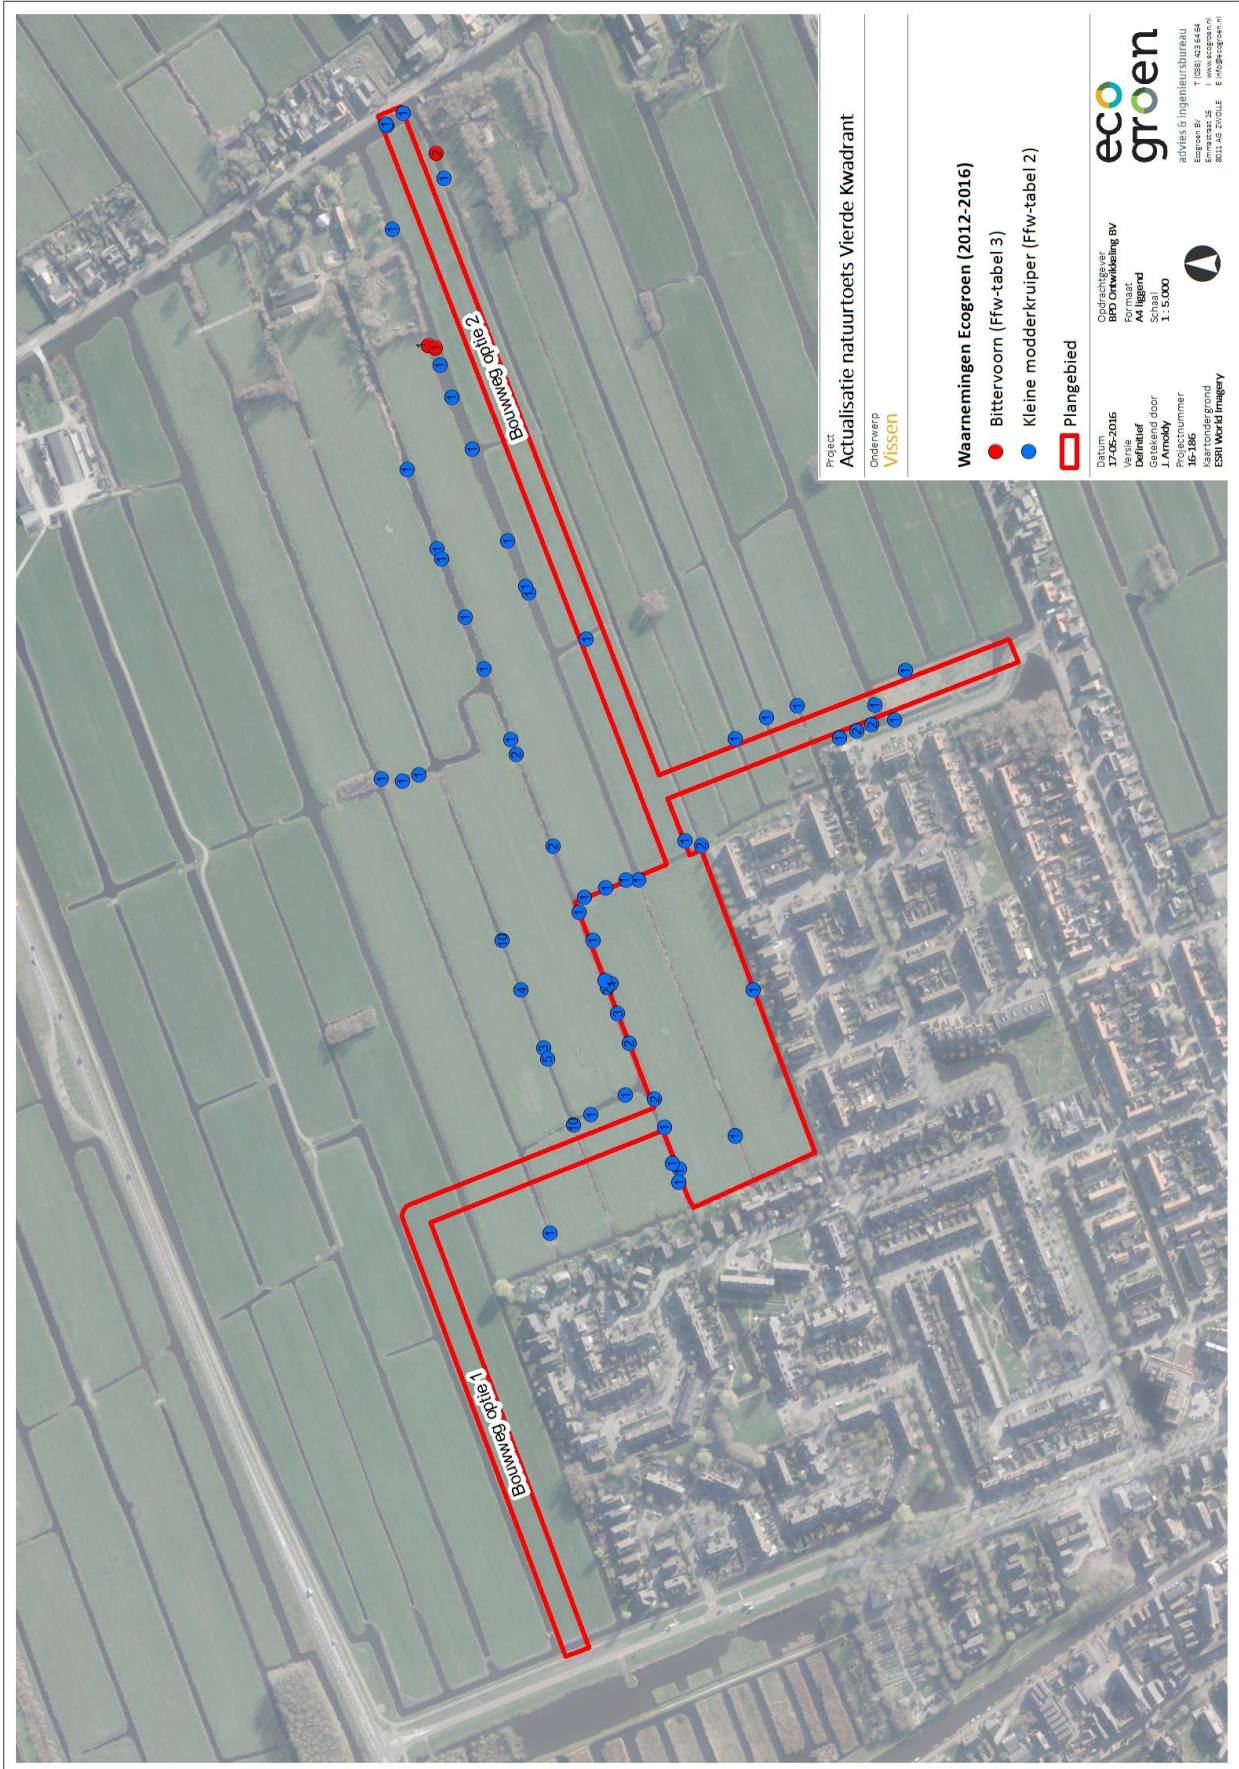 Project
Actualisatie natuurtoets Vierde Kwadrant
Onderwerp
Vissen
Waarnemingen Ecogroen (2012-2016)
Bittervoorn (Ffw-tabel 3)
Kleine modderkruiper (Ffw-tabel 2)
Plangebied
Datum
17-05-2016
Versie
Definitief
Getekend door
J. Arnoldy
Projectnummer
16-186
Kaartondergrond
ESRI World Imagery
Opdrachtgever
BPD Ontwikkeling BV
Formaat
A4 liggend
Schaal
1 : 5.000
eco
groen
advies & ingenieursbureau
Ecogroen BV
Emmastraat 16
8011 AG ZWOLLE
T (038) 423 64 64
I www.ecogroen.nl
E info@ecogroen.nl
Bouwweg optie 1
Bouwweg optie 2